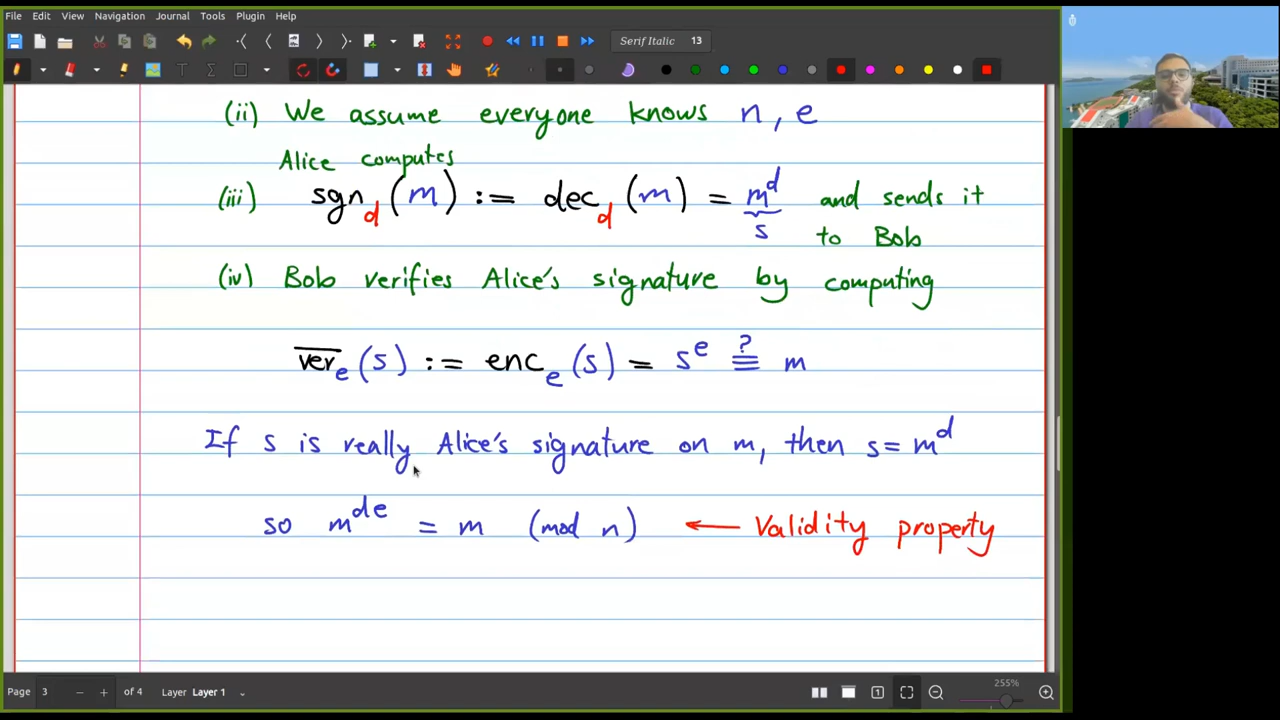 File Edit View Navigation Journal Tools Plugin Help
Serif Italic 13
(ii) We assume everyone knows n, e
Alice computes
(iii) sgn_d (m) := dec_d (m) = m^d and sends it
s to Bob
(iv) Bob verifies Alice's signature by computing
ver_e (s) := enc_e (s) = s^e ≟ m
If s is really Alice's signature on m, then s = m^d
so m^de = m (mod n) ← Validity property
Page 3 of 4 Layer Layer 1 255%